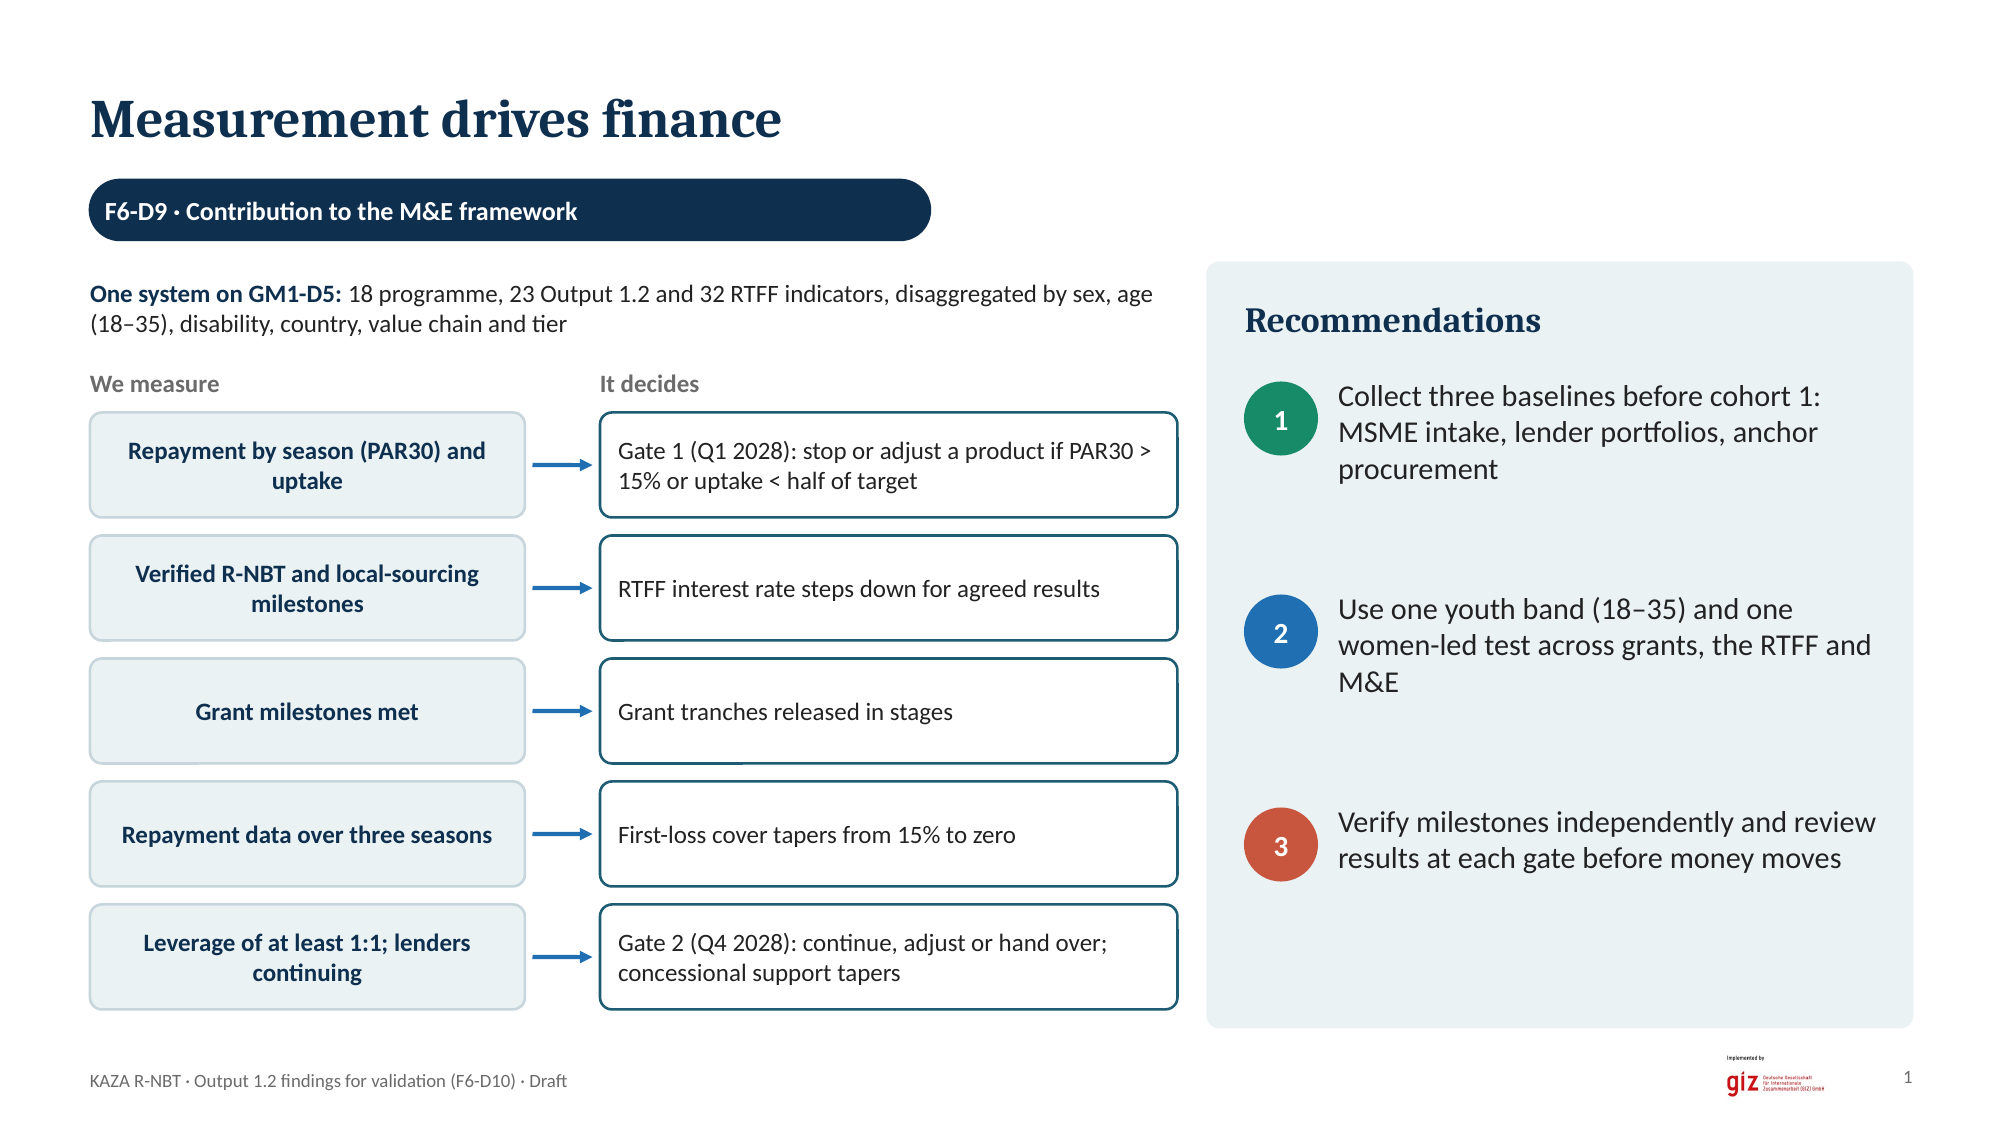 Measurement drives finance
F6-D9 · Contribution to the M&E framework
One system on GM1-D5: 18 programme, 23 Output 1.2 and 32 RTFF indicators, disaggregated by sex, age
(18–35), disability, country, value chain and tier
We measure
It decides
Repayment by season (PAR30) and
uptake
Gate 1 (Q1 2028): stop or adjust a product if PAR30 >
15% or uptake < half of target
Verified R-NBT and local-sourcing
milestones
RTFF interest rate steps down for agreed results
Grant milestones met
Grant tranches released in stages
Repayment data over three seasons
First-loss cover tapers from 15% to zero
Leverage of at least 1:1; lenders
continuing
Gate 2 (Q4 2028): continue, adjust or hand over;
concessional support tapers
Recommendations
1
Collect three baselines before cohort 1:
MSME intake, lender portfolios, anchor
procurement
2
Use one youth band (18–35) and one
women-led test across grants, the RTFF and
M&E
3
Verify milestones independently and review
results at each gate before money moves
KAZA R-NBT · Output 1.2 findings for validation (F6-D10) · Draft
Implemented by
giz
Deutsche Gesellschaft
für Internationale
Zusammenarbeit (GIZ) GmbH
1